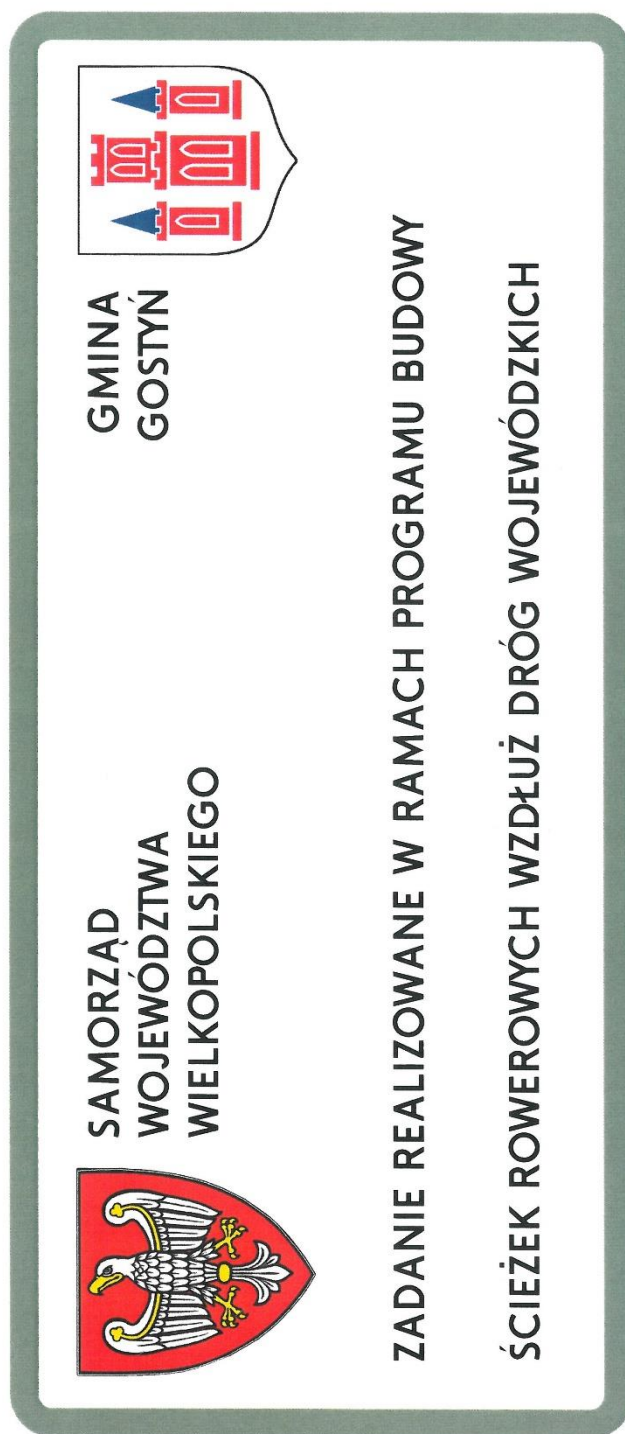 SAMORZĄD
WOJEWÓDZTWA
WIELKOPOLSKIEGO
GMINA
GOSTYŃ
ZADANIE REALIZOWANE W RAMACH PROGRAMU BUDOWY
ŚCIEŻEK ROWEROWYCH WZDŁUŻ DRÓG WOJEWÓDZKICH